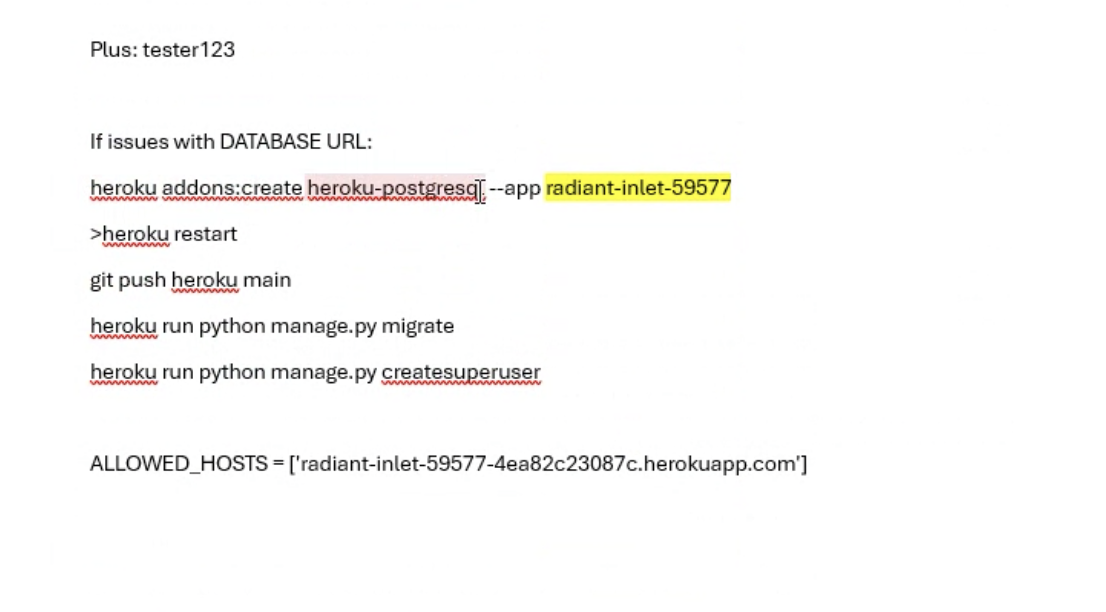 Plus: tester123
If issues with DATABASE URL:
heroku addons:create heroku-postgresql --app radiant-inlet-59577
>heroku restart
git push heroku main
heroku run python manage.py migrate
heroku run python manage.py createsuperuser
ALLOWED_HOSTS = ['radiant-inlet-59577-4ea82c23087c.herokuapp.com']